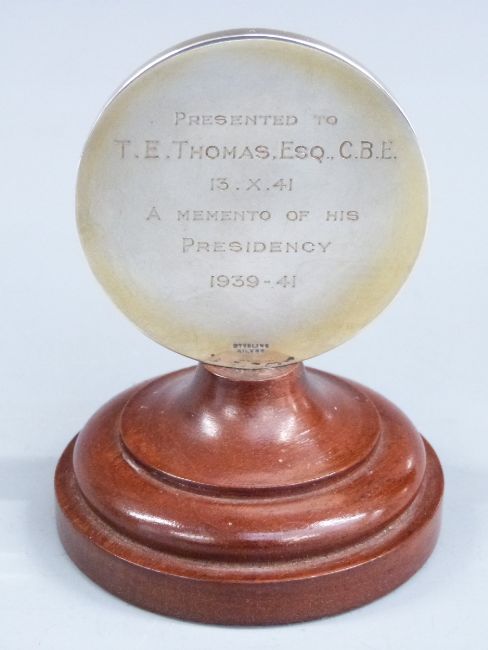 PRESENTED TO
T. E. THOMAS, ESQ., C.B.E.
13. X. 41
A MEMENTO OF HIS
PRESIDENCY
1939-41
STERLING
SILVER